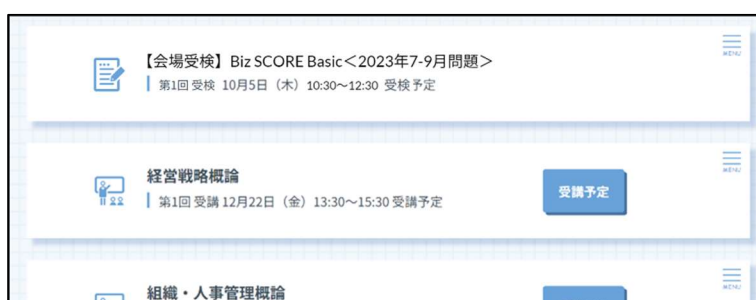 【会場受検】Biz SCORE Basic＜2023年7-9月問題＞
MENU
第1回 受検 10月5日（木）10:30～12:30 受検予定
経営戦略概論
MENU
第1回 受講 12月22日（金）13:30～15:30 受講予定
受講予定
組織・人事管理概論
MENU